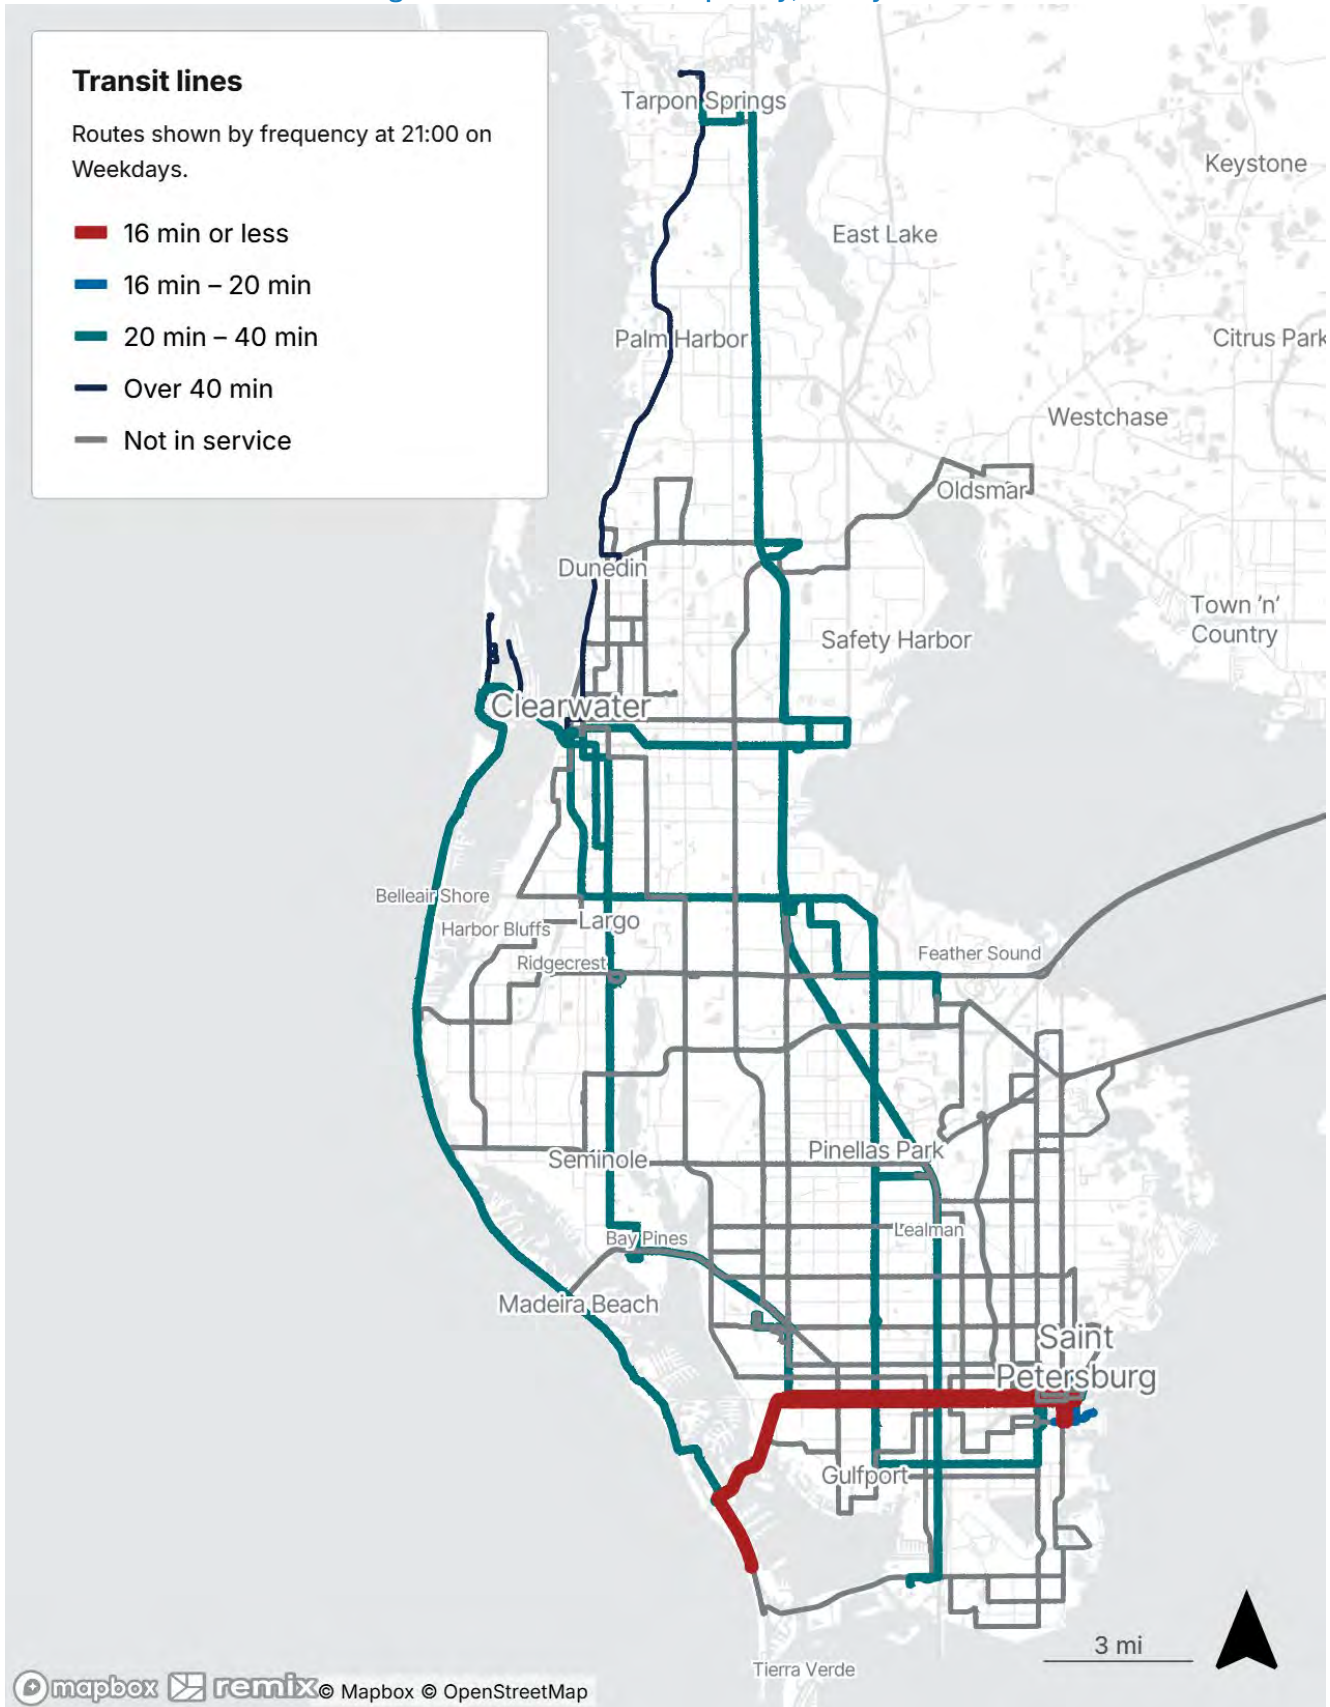 Transit lines
Routes shown by frequency at 21:00 on
Weekdays.
16 min or less
16 min – 20 min
20 min – 40 min
Over 40 min
Not in service
Tarpon Springs
Keystone
East Lake
Palm Harbor
Citrus Park
Westchase
Oldsmar
Dunedin
Town 'n'
Country
Safety Harbor
Clearwater
Belleair Shore
Largo
Harbor Bluffs
Feather Sound
Ridgecrest
Pinellas Park
Seminole
Lealman
Bay Pines
Madeira Beach
Saint
Petersburg
Gulfport
3 mi
Tierra Verde
mapbox remix © Mapbox © OpenStreetMap